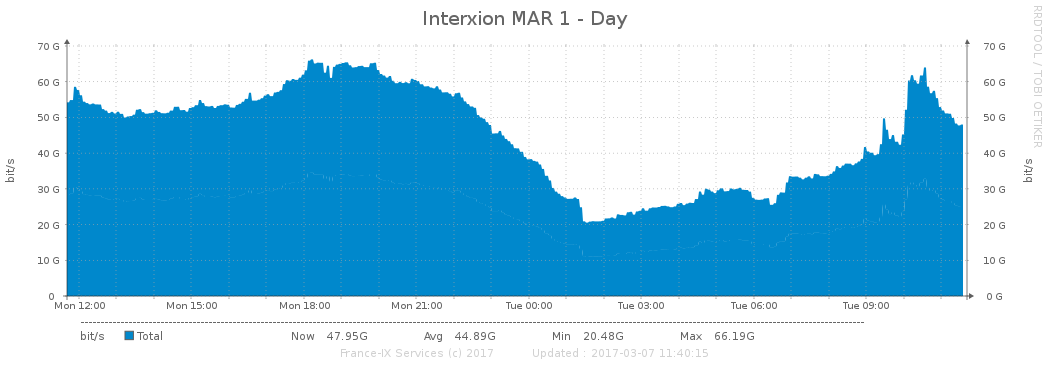 Interxion MAR 1 - Day
RRDTOOL / TOBI OETIKER
bit/s
70 G 70 G
60 G 60 G
50 G 50 G
40 G 40 G
30 G 30 G
20 G 20 G
10 G 10 G
0 0 G
bit/s
Mon 12:00 Mon 15:00 Mon 18:00 Mon 21:00 Tue 00:00 Tue 03:00 Tue 06:00 Tue 09:00
bit/s Total Now 47.95G Avg 44.89G Min 20.48G Max 66.19G
France-IX Services (c) 2017 Updated : 2017-03-07 11:40:15